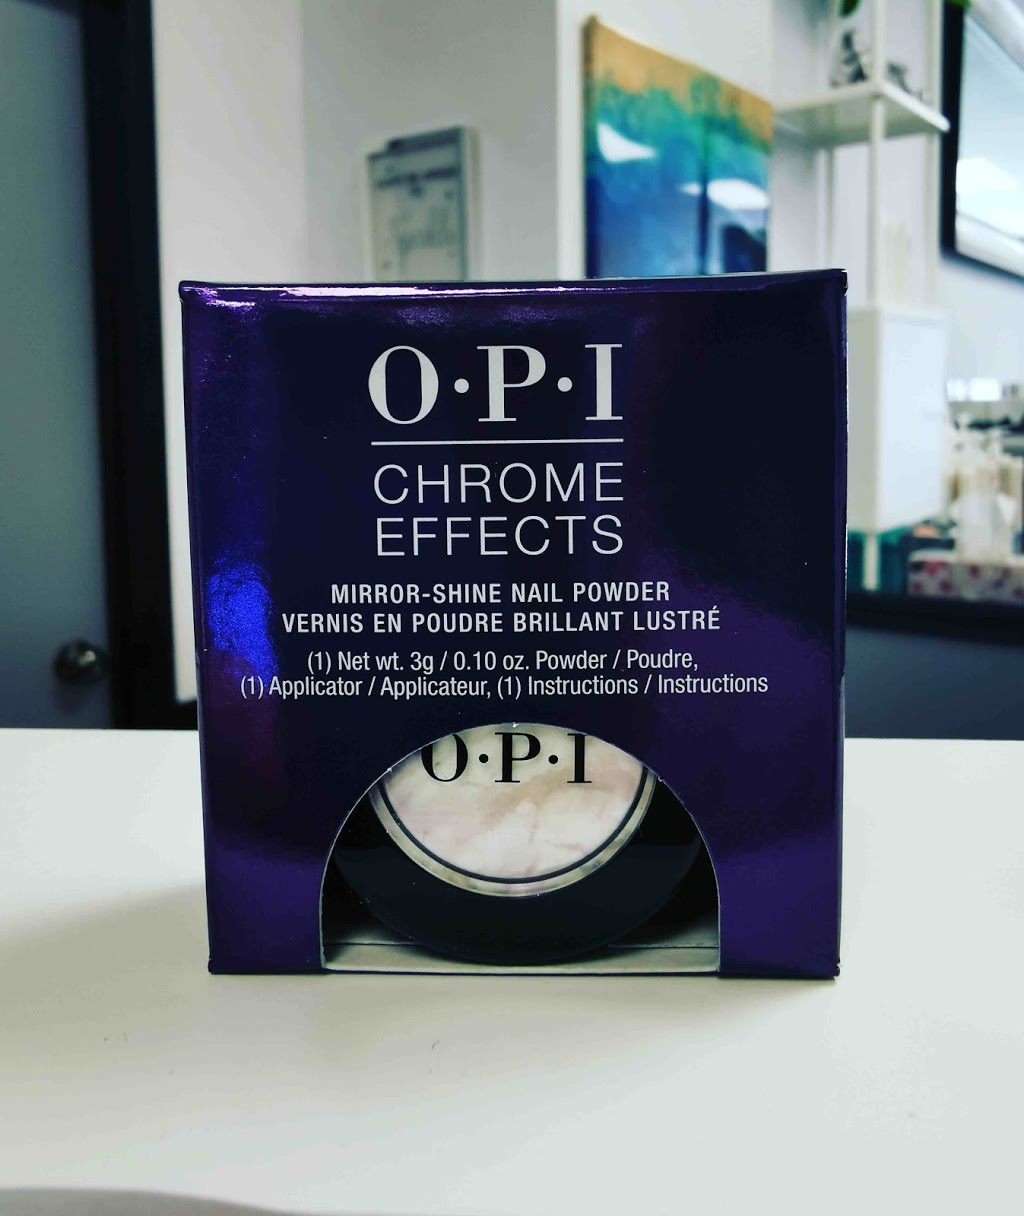 O·P·I
CHROME
EFFECTS
MIRROR-SHINE NAIL POWDER
VERNIS EN POUDRE BRILLANT LUSTRÉ
(1) Net wt. 3g / 0.10 oz. Powder / Poudre,
(1) Applicator / Applicateur, (1) Instructions / Instructions
O·P·I